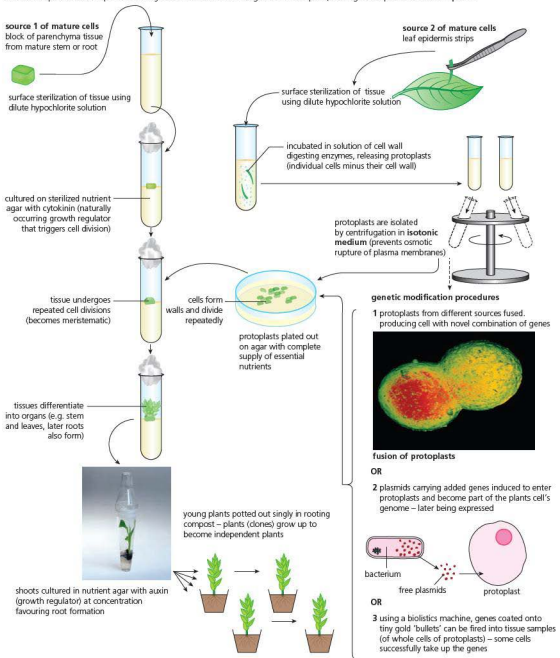 source 1 of mature cells
block of parenchyma tissue
from mature stem or root
surface sterilization of tissue using
dilute hypochlorite solution
source 2 of mature cells
leaf epidermis strips
surface sterilization of tissue
using dilute hypochlorite solution
incubated in solution of cell wall
digesting enzymes, releasing protoplasts
(individual cells minus their cell wall)
cultured on sterilized nutrient
agar with cytokinin (naturally
occurring growth regulator
that triggers cell division)
protoplasts are isolated
by centrifugation in isotonic
medium (prevents osmotic
rupture of plasma membranes)
tissue undergoes
repeated cell divisions
(becomes meristematic)
cells form
walls and divide
repeatedly
protoplasts plated out
on agar with complete
supply of essential
nutrients
genetic modification procedures
1 protoplasts from different sources fused.
producing cell with novel combination of genes
fusion of protoplasts
OR
2 plasmids carrying added genes induced to enter
protoplasts and become part of the plants cell's
genome – later being expressed
bacterium
free plasmids
protoplast
OR
3 using a biolistics machine, genes coated onto
tiny gold 'bullets' can be fired into tissue samples
(of whole cells of protoplasts) – some cells
successfully take up the genes
tissues differentiate
into organs (e.g. stem
and leaves, later roots
also form)
young plants potted out singly in rooting
compost – plants (clones) grow up to
become independent plants
shoots cultured in nutrient agar with auxin
(growth regulator) at concentration
favouring root formation